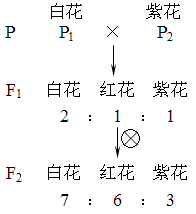 白花 紫花
P P₁ × P₂
F₁ 白花 红花 紫花
2 : 1 : 1
⊗
F₂ 白花 红花 紫花
7 : 6 : 3